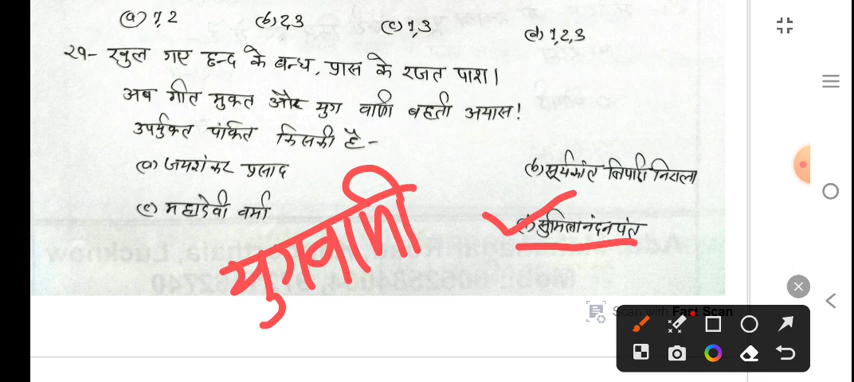 (a) 1, 2 (b) 2,3 (c) 1,3 (d) 1,2,3
२१- खुल गए छन्द के बन्ध, प्रास के रजत पाश।
अब गीत मुक्त और युग वाणी बहती अयास!
उपर्युक्त पंक्ति किसकी है-
(a) जयशंकर प्रसाद (b) सूर्यकांत त्रिपाठी निराला
(c) महादेवी वर्मा (d) सुमित्रानंदन पंत
युगवाणी